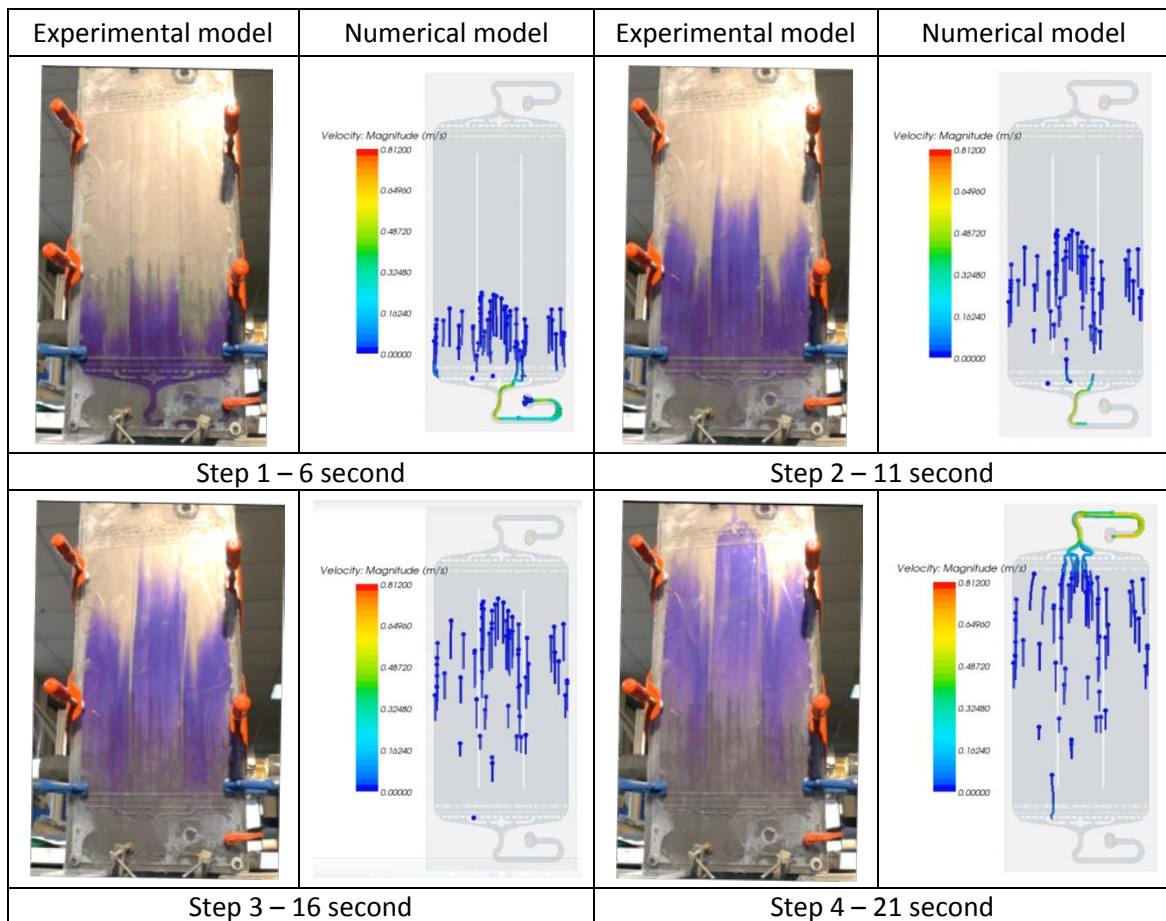 Experimental model
Numerical model
Experimental model
Numerical model
Velocity: Magnitude (m/s)
0.81200
0.64960
0.48720
0.32480
0.16240
0.00000
Velocity: Magnitude (m/s)
0.81200
0.64960
0.48720
0.32480
0.16240
0.00000
Step 1 – 6 second
Step 2 – 11 second
Velocity: Magnitude (m/s)
0.81200
0.64960
0.48720
0.32480
0.16240
0.00000
Velocity: Magnitude (m/s)
0.81200
0.64960
0.48720
0.32480
0.16240
0.00000
Step 3 – 16 second
Step 4 – 21 second